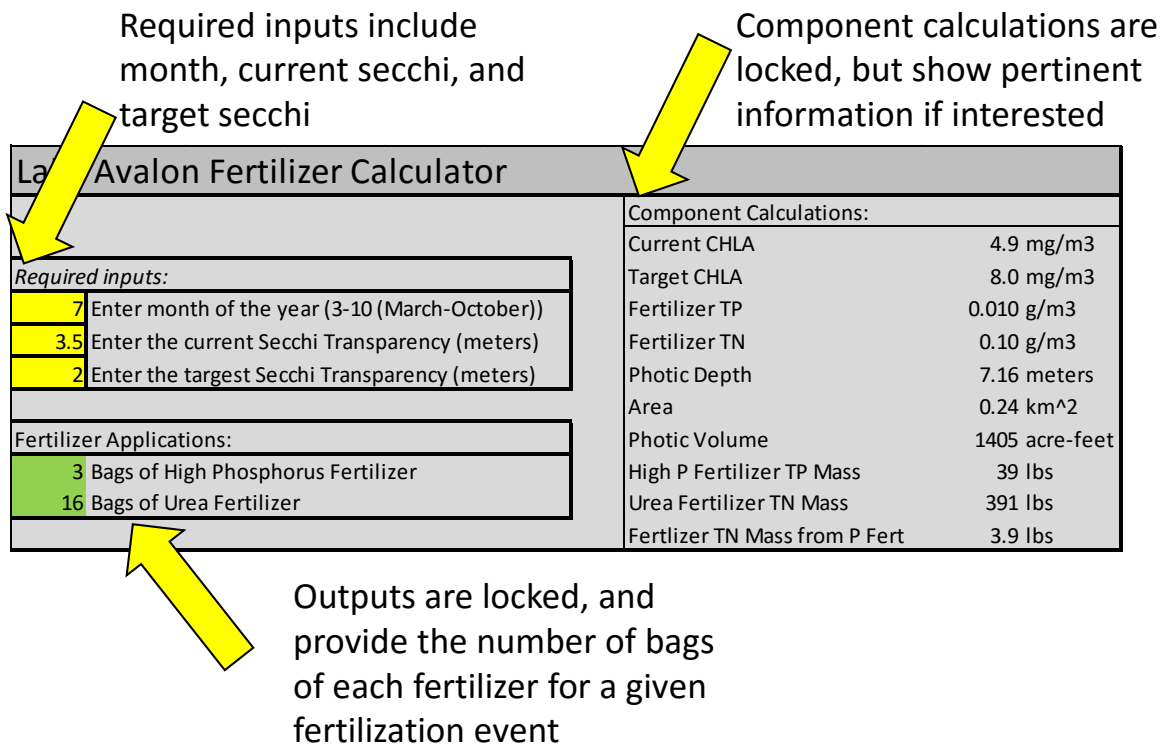 Required inputs include
month, current secchi, and
target secchi
Component calculations are
locked, but show pertinent
information if interested
Avalon Fertilizer Calculator
Component Calculations:
Current CHLA 4.9 mg/m3
Required inputs: Target CHLA 8.0 mg/m3
7 Enter month of the year (3-10 (March-October)) Fertilizer TP 0.010 g/m3
3.5 Enter the current Secchi Transparency (meters) Fertilizer TN 0.10 g/m3
2 Enter the targest Secchi Transparency (meters) Photic Depth 7.16 meters
Area 0.24 km^2
Fertilizer Applications: Photic Volume 1405 acre-feet
3 Bags of High Phosphorus Fertilizer High P Fertilizer TP Mass 39 lbs
16 Bags of Urea Fertilizer Urea Fertilizer TN Mass 391 lbs
Fertlizer TN Mass from P Fert 3.9 lbs
Outputs are locked, and
provide the number of bags
of each fertilizer for a given
fertilization event